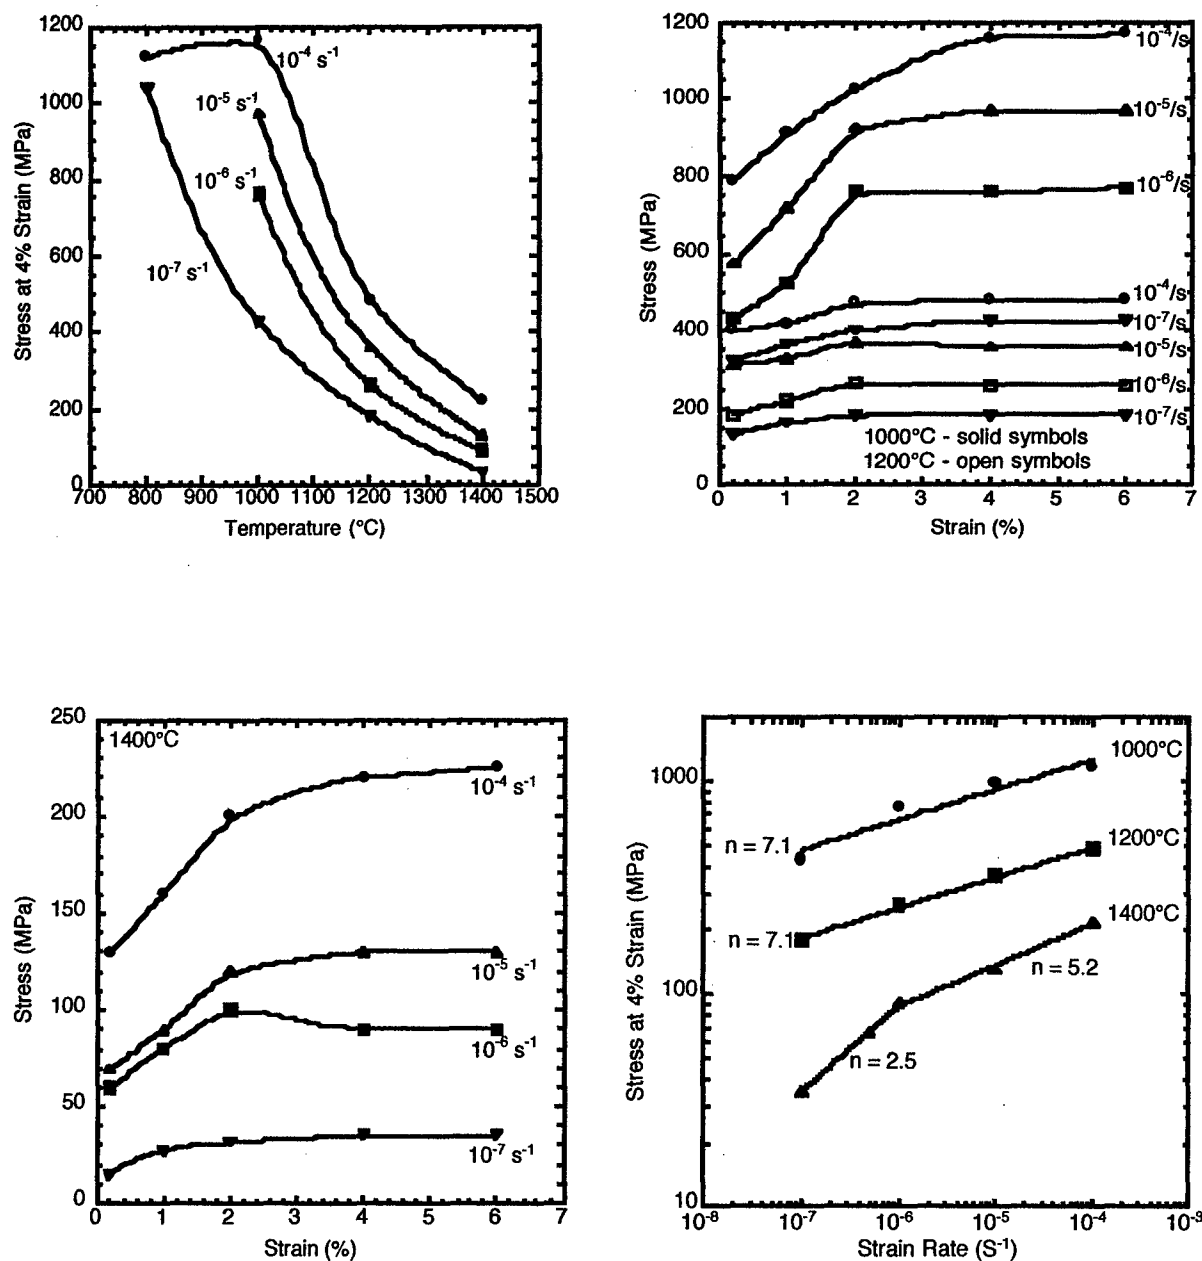 1200
1000
800
600
400
200
0
Stress at 4% Strain (MPa)
10-4 s-1
10-5 s-1
10-6 s-1
10-7 s-1
700 800 900 1000 1100 1200 1300 1400 1500
Temperature (°C)
1200
1000
800
600
400
200
0
Stress (MPa)
10-4/s
10-5/s
10-6/s
10-4/s
10-7/s
10-5/s
10-6/s
10-7/s
1000°C - solid symbols
1200°C - open symbols
0 1 2 3 4 5 6 7
Strain (%)
250
200
150
100
50
0
Stress (MPa)
1400°C
10-4 s-1
10-5 s-1
10-6 s-1
10-7 s-1
0 1 2 3 4 5 6 7
Strain (%)
1000
100
10
Stress at 4% Strain (MPa)
1000°C
n = 7.1
1200°C
n = 7.1
1400°C
n = 5.2
n = 2.5
10-8 10-7 10-6 10-5 10-4 10-3
Strain Rate (S-1)